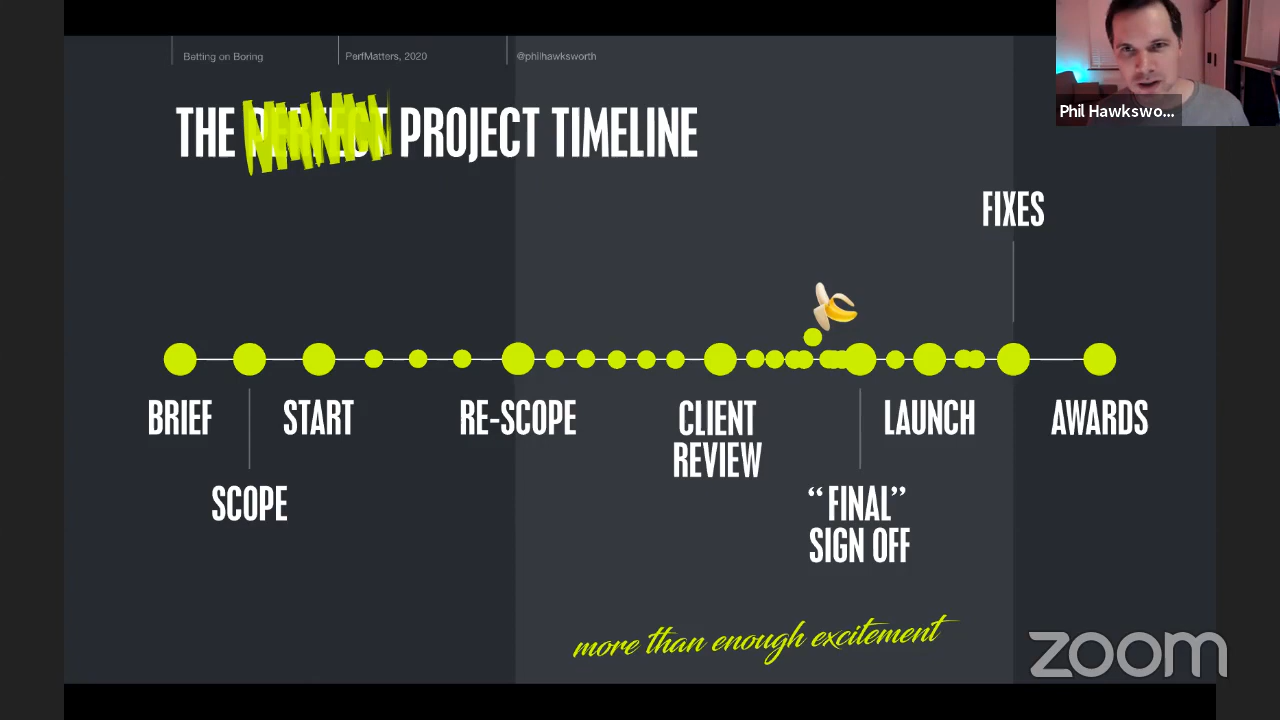 Betting on Boring
PerfMatters, 2020
@philhawksworth
Phil Hawkswo...
THE PERFECT PROJECT TIMELINE
FIXES
BRIEF
START
RE-SCOPE
CLIENT
REVIEW
LAUNCH
AWARDS
SCOPE
“FINAL”
SIGN OFF
more than enough excitement
zoom